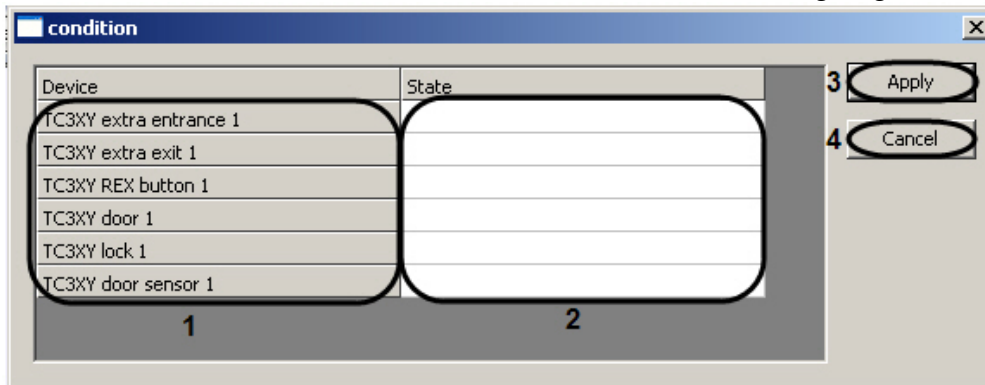 condition
Device State
TC3XY extra entrance 1
TC3XY extra exit 1
TC3XY REX button 1
TC3XY door 1
TC3XY lock 1
TC3XY door sensor 1
1 2
3 Apply
4 Cancel